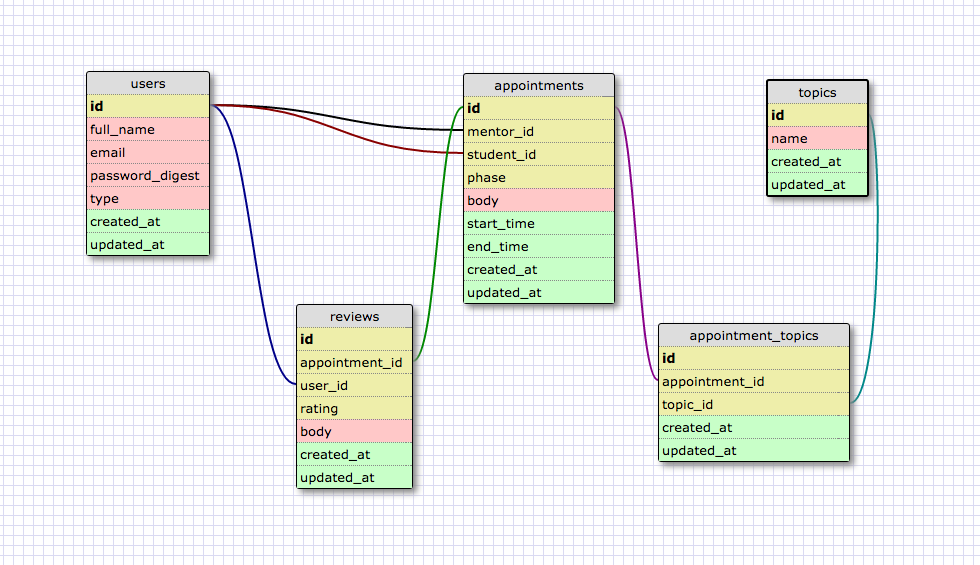 users
id
full_name
email
password_digest
type
created_at
updated_at
appointments
id
mentor_id
student_id
phase
body
start_time
end_time
created_at
updated_at
topics
id
name
created_at
updated_at
reviews
id
appointment_id
user_id
rating
body
created_at
updated_at
appointment_topics
id
appointment_id
topic_id
created_at
updated_at